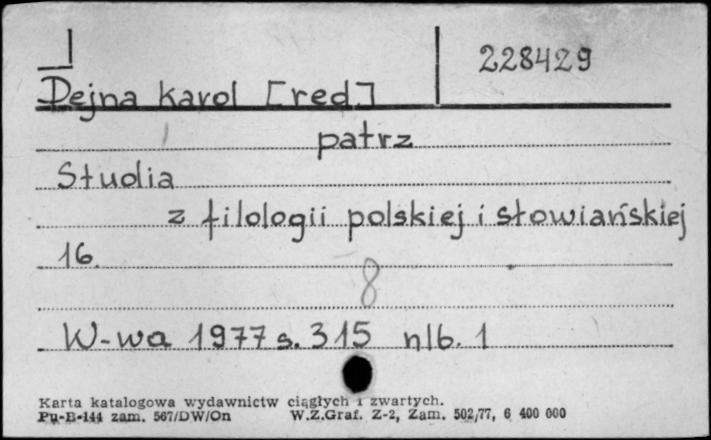 228429
Dejna Karol [red]
patrz
Studia
z filologii polskiej i słowiańskiej
16.
8
W-wa 1977 s. 315 nlb. 1
Karta katalogowa wydawnictw ciągłych i zwartych.
Pu-B-144 zam. 567/DW/On W.Z.Graf. Z-2, Zam. 502/77, 6 400 000